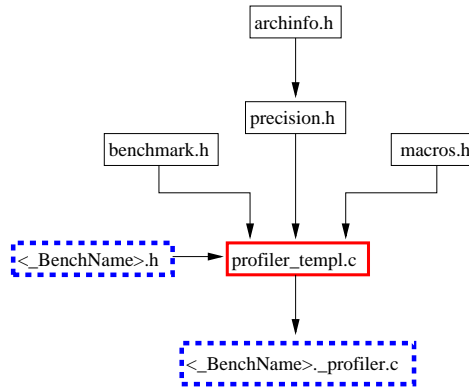 archinfo.h
precision.h
benchmark.h
macros.h
<_BenchName>.h
profiler_templ.c
<_BenchName>._profiler.c